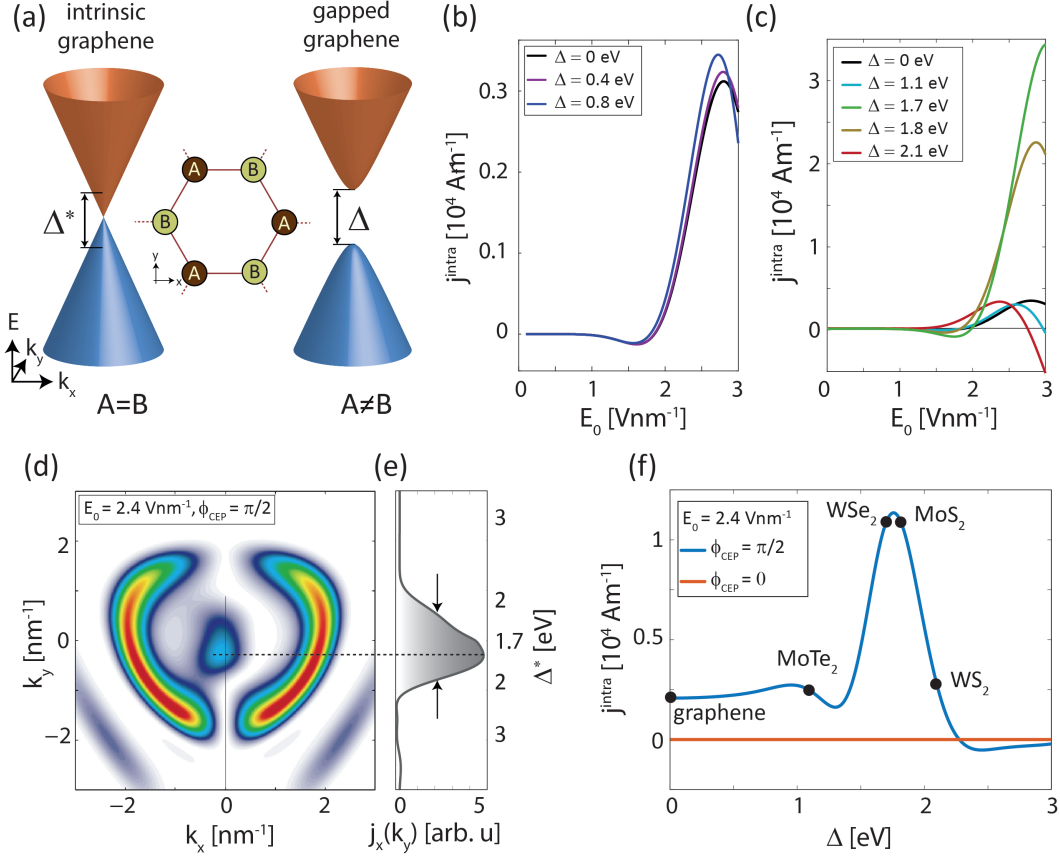 (a)
intrinsic
graphene
gapped
graphene
Δ*
Δ
A
B
B
A
A
B
y
x
E
k_y
k_x
A=B
A≠B
(b)
Δ = 0 eV
Δ = 0.4 eV
Δ = 0.8 eV
j^intra [10^4 Am^-1]
0.3
0.1
0
0
1
2
3
E_0 [Vnm^-1]
(c)
Δ = 0 eV
Δ = 1.1 eV
Δ = 1.7 eV
Δ = 1.8 eV
Δ = 2.1 eV
j^intra [10^4 Am^-1]
3
2
1
0
0
1
2
3
E_0 [Vnm^-1]
(d)
E_0 = 2.4 Vnm^-1, ϕ_CEP = π/2
k_y [nm^-1]
2
0
−2
−2
0
2
k_x [nm^-1]
(e)
3
2
1.7
2
3
Δ* [eV]
0
5
j_x(k_y) [arb. u]
(f)
E_0 = 2.4 Vnm^-1
ϕ_CEP = π/2
ϕ_CEP = 0
WSe_2
MoS_2
MoTe_2
WS_2
graphene
j^intra [10^4 Am^-1]
1
0.5
0
0
1
2
3
Δ [eV]